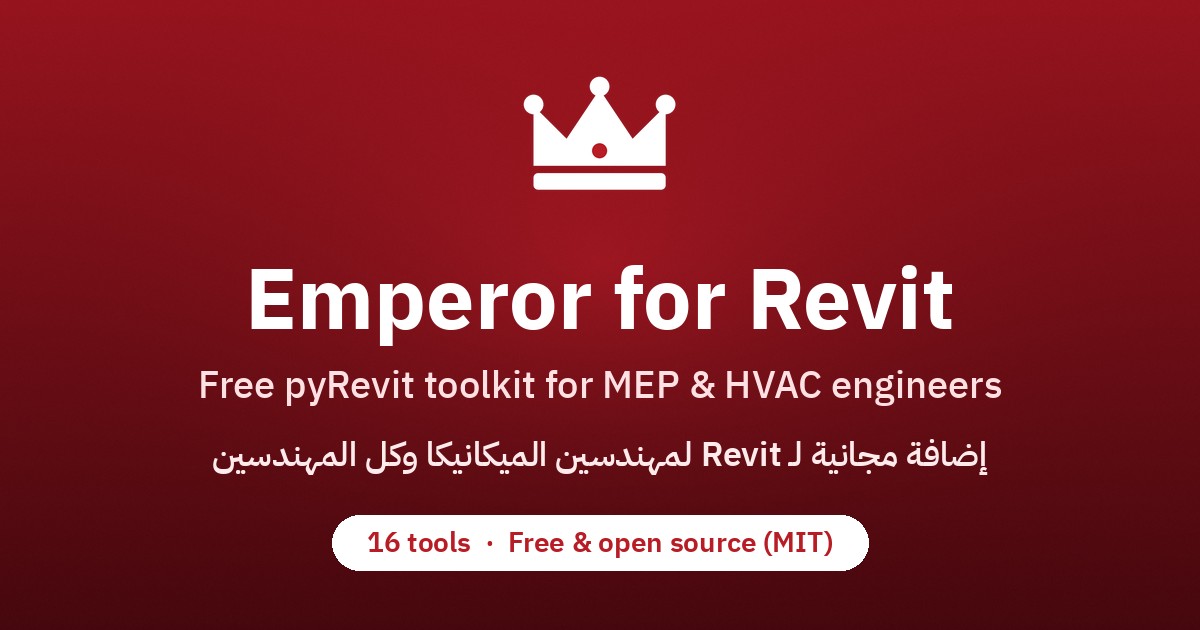 Emperor for Revit
Free pyRevit toolkit for MEP & HVAC engineers
إضافة مجانية لـ Revit لمهندسين الميكانيكا وكل المهندسين
16 tools · Free & open source (MIT)